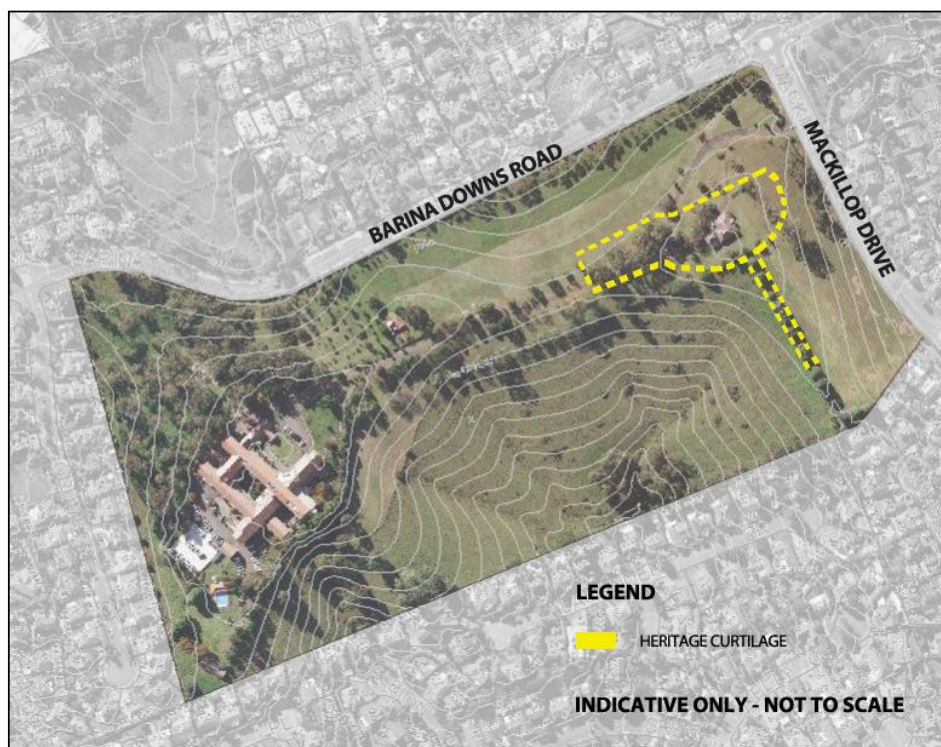 BARINA DOWNS ROAD
MACKILLOP DRIVE
LEGEND
HERITAGE CURTILAGE
INDICATIVE ONLY - NOT TO SCALE